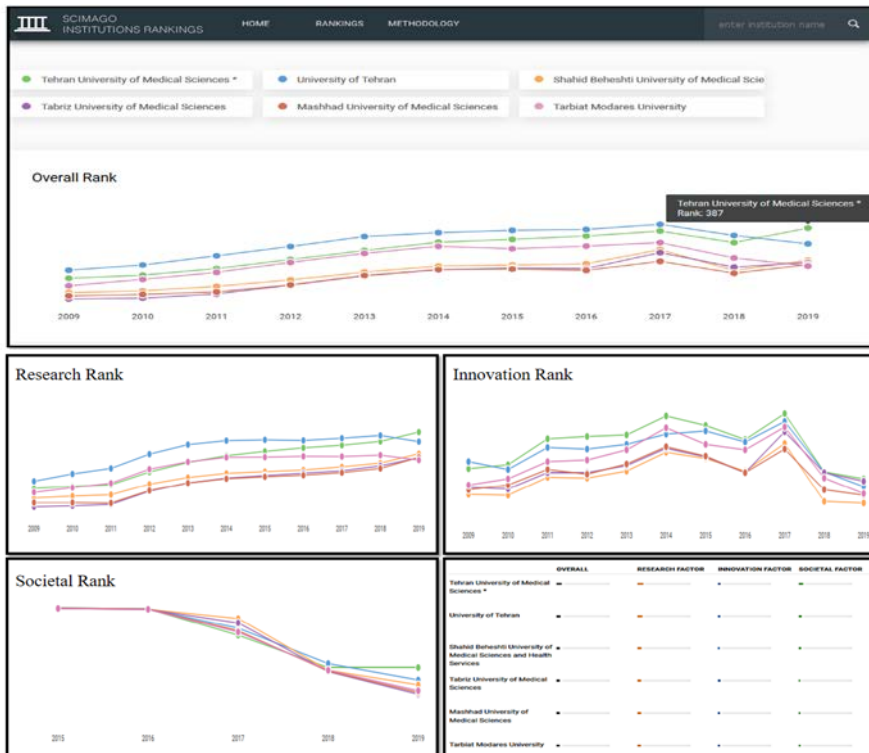 SCIMAGO
INSTITUTIONS RANKINGS
HOME
RANKINGS
METHODOLOGY
enter institution name
Tehran University of Medical Sciences *
University of Tehran
Shahid Beheshti University of Medical Scie
Tabriz University of Medical Sciences
Mashhad University of Medical Sciences
Tarbiat Modares University
Overall Rank
Tehran University of Medical Sciences *
Rank: 387
2009 2010 2011 2012 2013 2014 2015 2016 2017 2018 2019
Research Rank
2009 2010 2011 2012 2013 2014 2015 2016 2017 2018 2019
Innovation Rank
2009 2010 2011 2012 2013 2014 2015 2016 2017 2018 2019
Societal Rank
2015 2016 2017 2018 2019
OVERALL RESEARCH FACTOR INNOVATION FACTOR SOCIETAL FACTOR
Tehran University of Medical
Sciences *
University of Tehran
Shahid Beheshti University of
Medical Sciences and Health
Services
Tabriz University of Medical
Sciences
Mashhad University of
Medical Sciences
Tarbiat Modares University